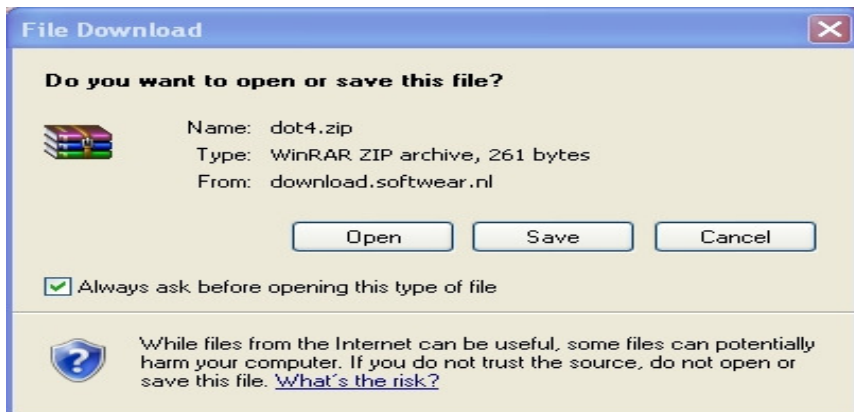 File Download
Do you want to open or save this file?
Name: dot4.zip
Type: WinRAR ZIP archive, 261 bytes
From: download.softwear.nl
Open Save Cancel
Always ask before opening this type of file
While files from the Internet can be useful, some files can potentially
harm your computer. If you do not trust the source, do not open or
save this file. What's the risk?